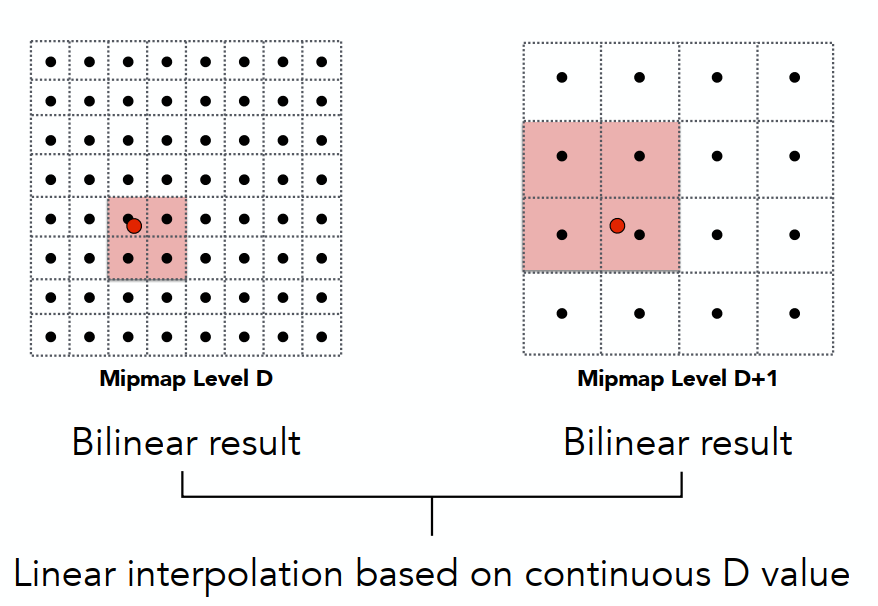 Mipmap Level D
Mipmap Level D+1
Bilinear result
Bilinear result
Linear interpolation based on continuous D value